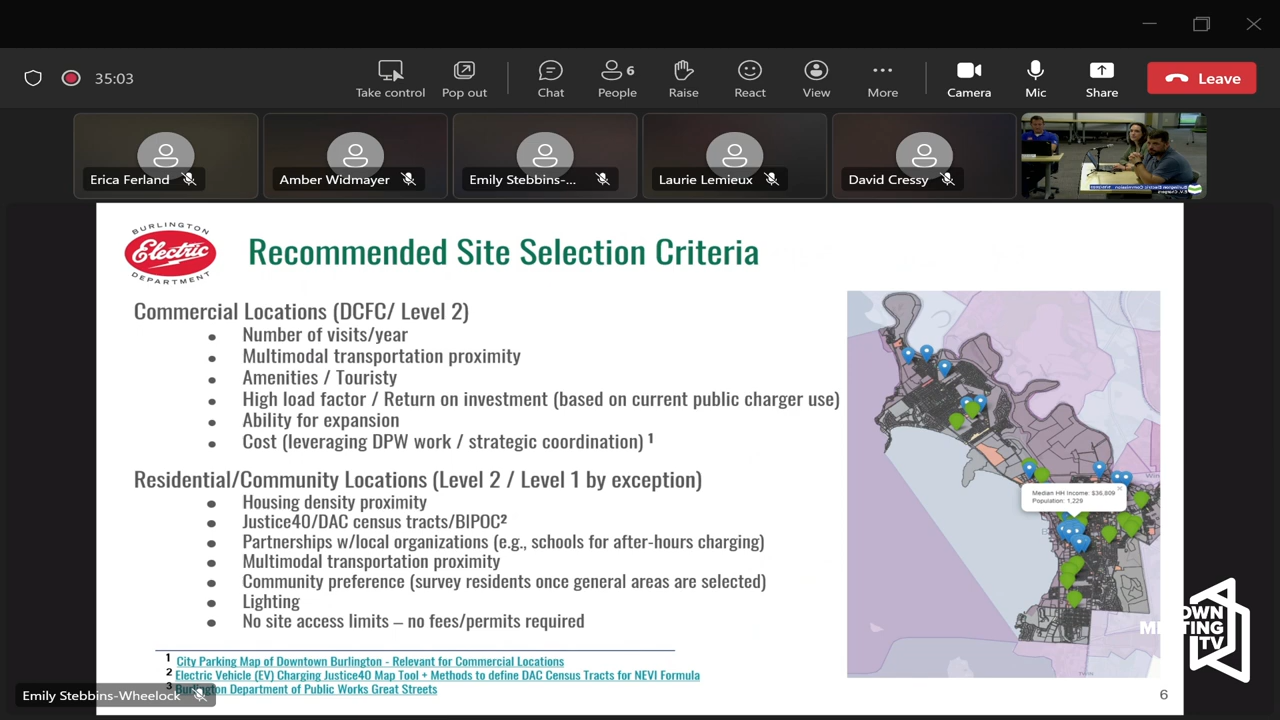 35:03
Take control
Pop out
Chat
6
People
Raise
React
View
More
Camera
Mic
Share
Leave
Erica Ferland
Amber Widmayer
Emily Stebbins-...
Laurie Lemieux
David Cressy
BURLINGTON
Electric
DEPARTMENT
Recommended Site Selection Criteria
Commercial Locations (DCFC/ Level 2)
● Number of visits/year
● Multimodal transportation proximity
● Amenities / Touristy
● High load factor / Return on investment (based on current public charger use)
● Ability for expansion
● Cost (leveraging DPW work / strategic coordination) 1
Residential/Community Locations (Level 2 / Level 1 by exception)
● Housing density proximity
● Justice40/DAC census tracts/BIPOC2
● Partnerships w/local organizations (e.g., schools for after-hours charging)
● Multimodal transportation proximity
● Community preference (survey residents once general areas are selected)
● Lighting
● No site access limits – no fees/permits required
Median HH Income: $36,809
Population: 1,229
1 City Parking Map of Downtown Burlington - Relevant for Commercial Locations
2 Electric Vehicle (EV) Charging Justice40 Map Tool + Methods to define DAC Census Tracts for NEVI Formula
3 Burlington Department of Public Works Great Streets
6
Emily Stebbins-Wheelock
TOWN
MEETING
TV